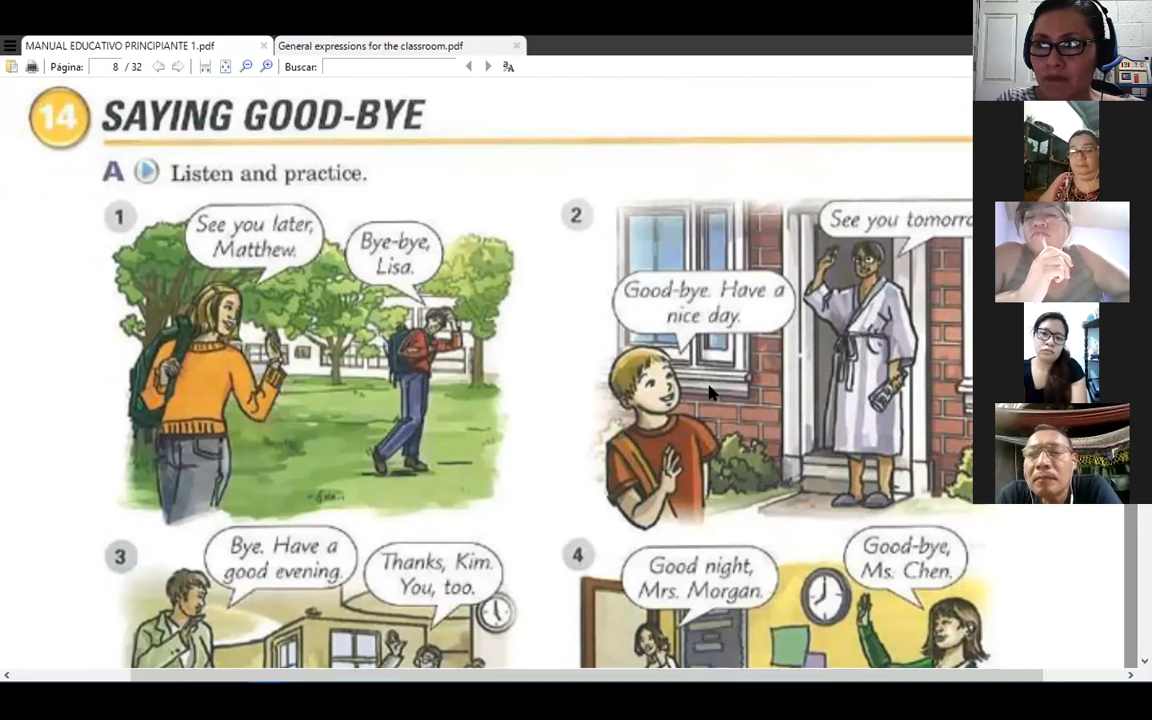 MANUAL EDUCATIVO PRINCIPIANTE 1.pdf
General expressions for the classroom.pdf
Página: 8 / 32
Buscar:
14 SAYING GOOD-BYE
A Listen and practice.
1
See you later,
Matthew.
Bye-bye,
Lisa.
2
See you
Good-bye. Have a
nice day.
3
Bye. Have a
good evening.
Thanks, Kim.
You, too.
4
Good night,
Mrs. Morgan.
Good-bye,
Ms. Chen.